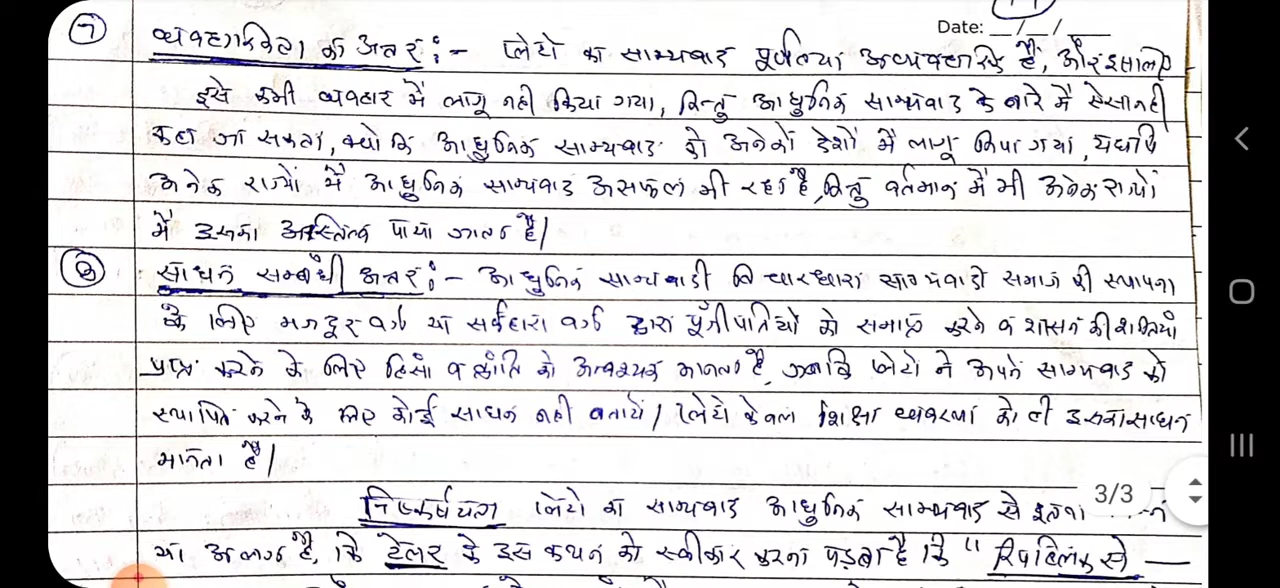 Date: __/__/__
⑦ व्यवहारिकता का अन्तर :- प्लेटो का साम्यवाद पूर्णतया अव्यवहारिक है, और इसलिए
इसे कभी व्यवहार में लागू नही किया गया, किन्तु आधुनिक साम्यवाद के बारे में ऐसा नही
कहा जा सकता, क्यो कि आधुनिक साम्यवाद को अनेको देशों में लागू किया गया, यद्यपि
अनेक राज्यों में आधुनिक साम्यवाद असफल भी रहा है, किन्तु वर्तमान में भी अनेक राज्यों
में उसका अस्तित्व पाया जाता है।
⑧ साधन सम्बंधी अन्तर :- आधुनिक साम्यवादी विचारधारा साम्यवादी समाज की स्थापना
के लिए मजदूर वर्ग या सर्वहारा वर्ग द्वारा पूँजीपतियों को समाप्त करने व शासन की शक्तियाँ
प्राप्त करने के लिए हिंसा व क्रांति को आवश्यक मानता है, जबकि प्लेटो ने अपने साम्यवाद को
स्थापित करने के लिए कोई साधन नही बताये। प्लेटो केवल शिक्षा व्यवस्था को ही इसका साधन
मानता है।
निष्कर्षयता प्लेटो का साम्यवाद आधुनिक साम्यवाद से इतना
3/3
या अलग है, कि टेलर के इस कथन को स्वीकार करना पड़ता है कि " रिपब्लिक से —